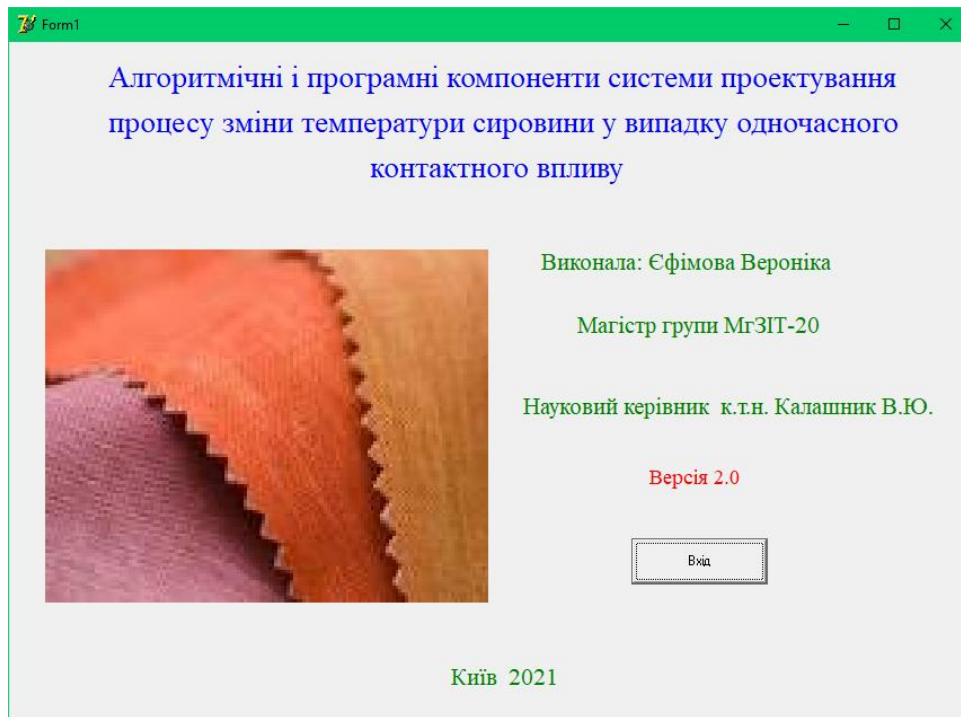 Form1
Алгоритмічні і програмні компоненти системи проектування
процесу зміни температури сировини у випадку одночасного
контактного впливу
Виконала: Єфімова Вероніка
Магістр групи МгЗІТ-20
Науковий керівник  к.т.н. Калашник В.Ю.
Версія 2.0
Вхід
Київ  2021